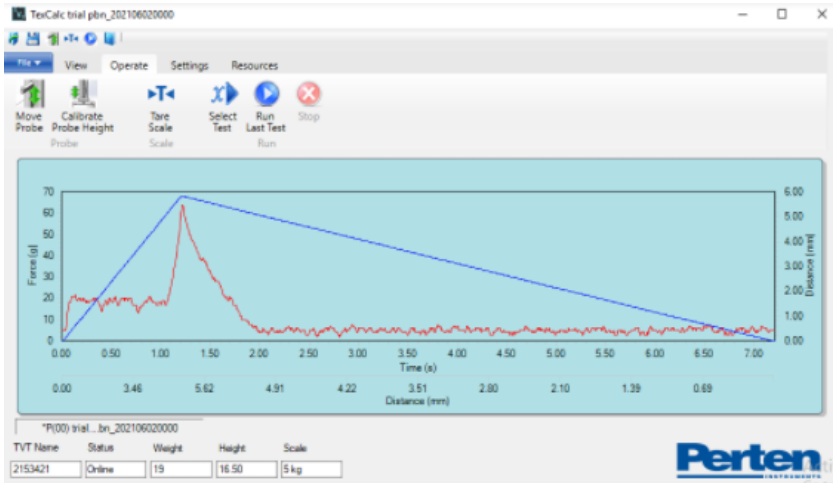 TexCalc trial pbn_202106020000
File View Operate Settings Resources
Move Probe Calibrate Probe Height Tare Scale Select Test Run Last Test Stop
Probe Scale Run
70 6.00
60 5.00
50 4.00
40 3.00
30 2.00
20 1.00
10 0.00
0
Force (g)
Distance (mm)
0.00 0.50 1.00 1.50 2.00 2.50 3.00 3.50 4.00 4.50 5.00 5.50 6.00 6.50 7.00
Time (s)
0.00 3.46 5.62 4.91 4.22 3.51 2.80 2.10 1.39 0.69
Distance (mm)
*P(00) trial...bn_202106020000
TVT Name Status Weight Height Scale
2153421 Online 19 16.50 5 kg
Perten
INSTRUMENTS